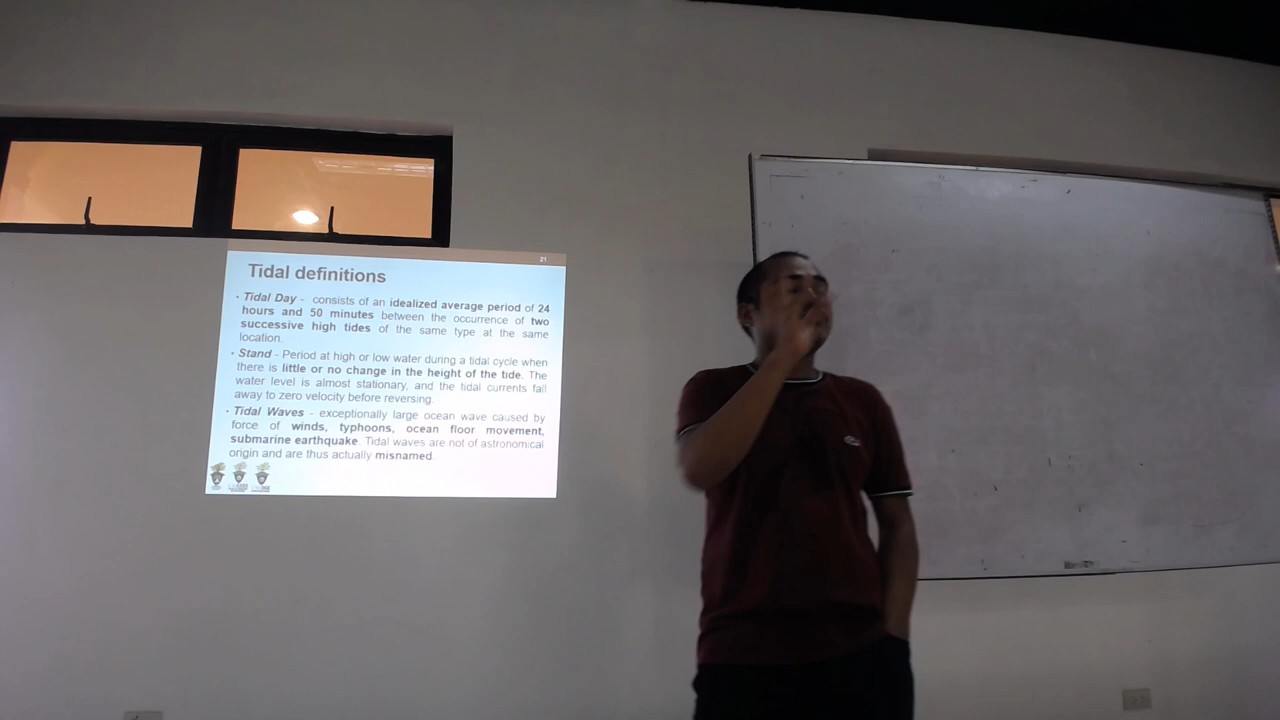 21
Tidal definitions
• Tidal Day - consists of an idealized average period of 24
hours and 50 minutes between the occurrence of two
successive high tides of the same type at the same
location.
• Stand - Period at high or low water during a tidal cycle when
there is little or no change in the height of the tide. The
water level is almost stationary, and the tidal currents fall
away to zero velocity before reversing.
• Tidal Waves - exceptionally large ocean wave caused by
force of winds, typhoons, ocean floor movement,
submarine earthquake. Tidal waves are not of astronomical
origin and are thus actually misnamed.